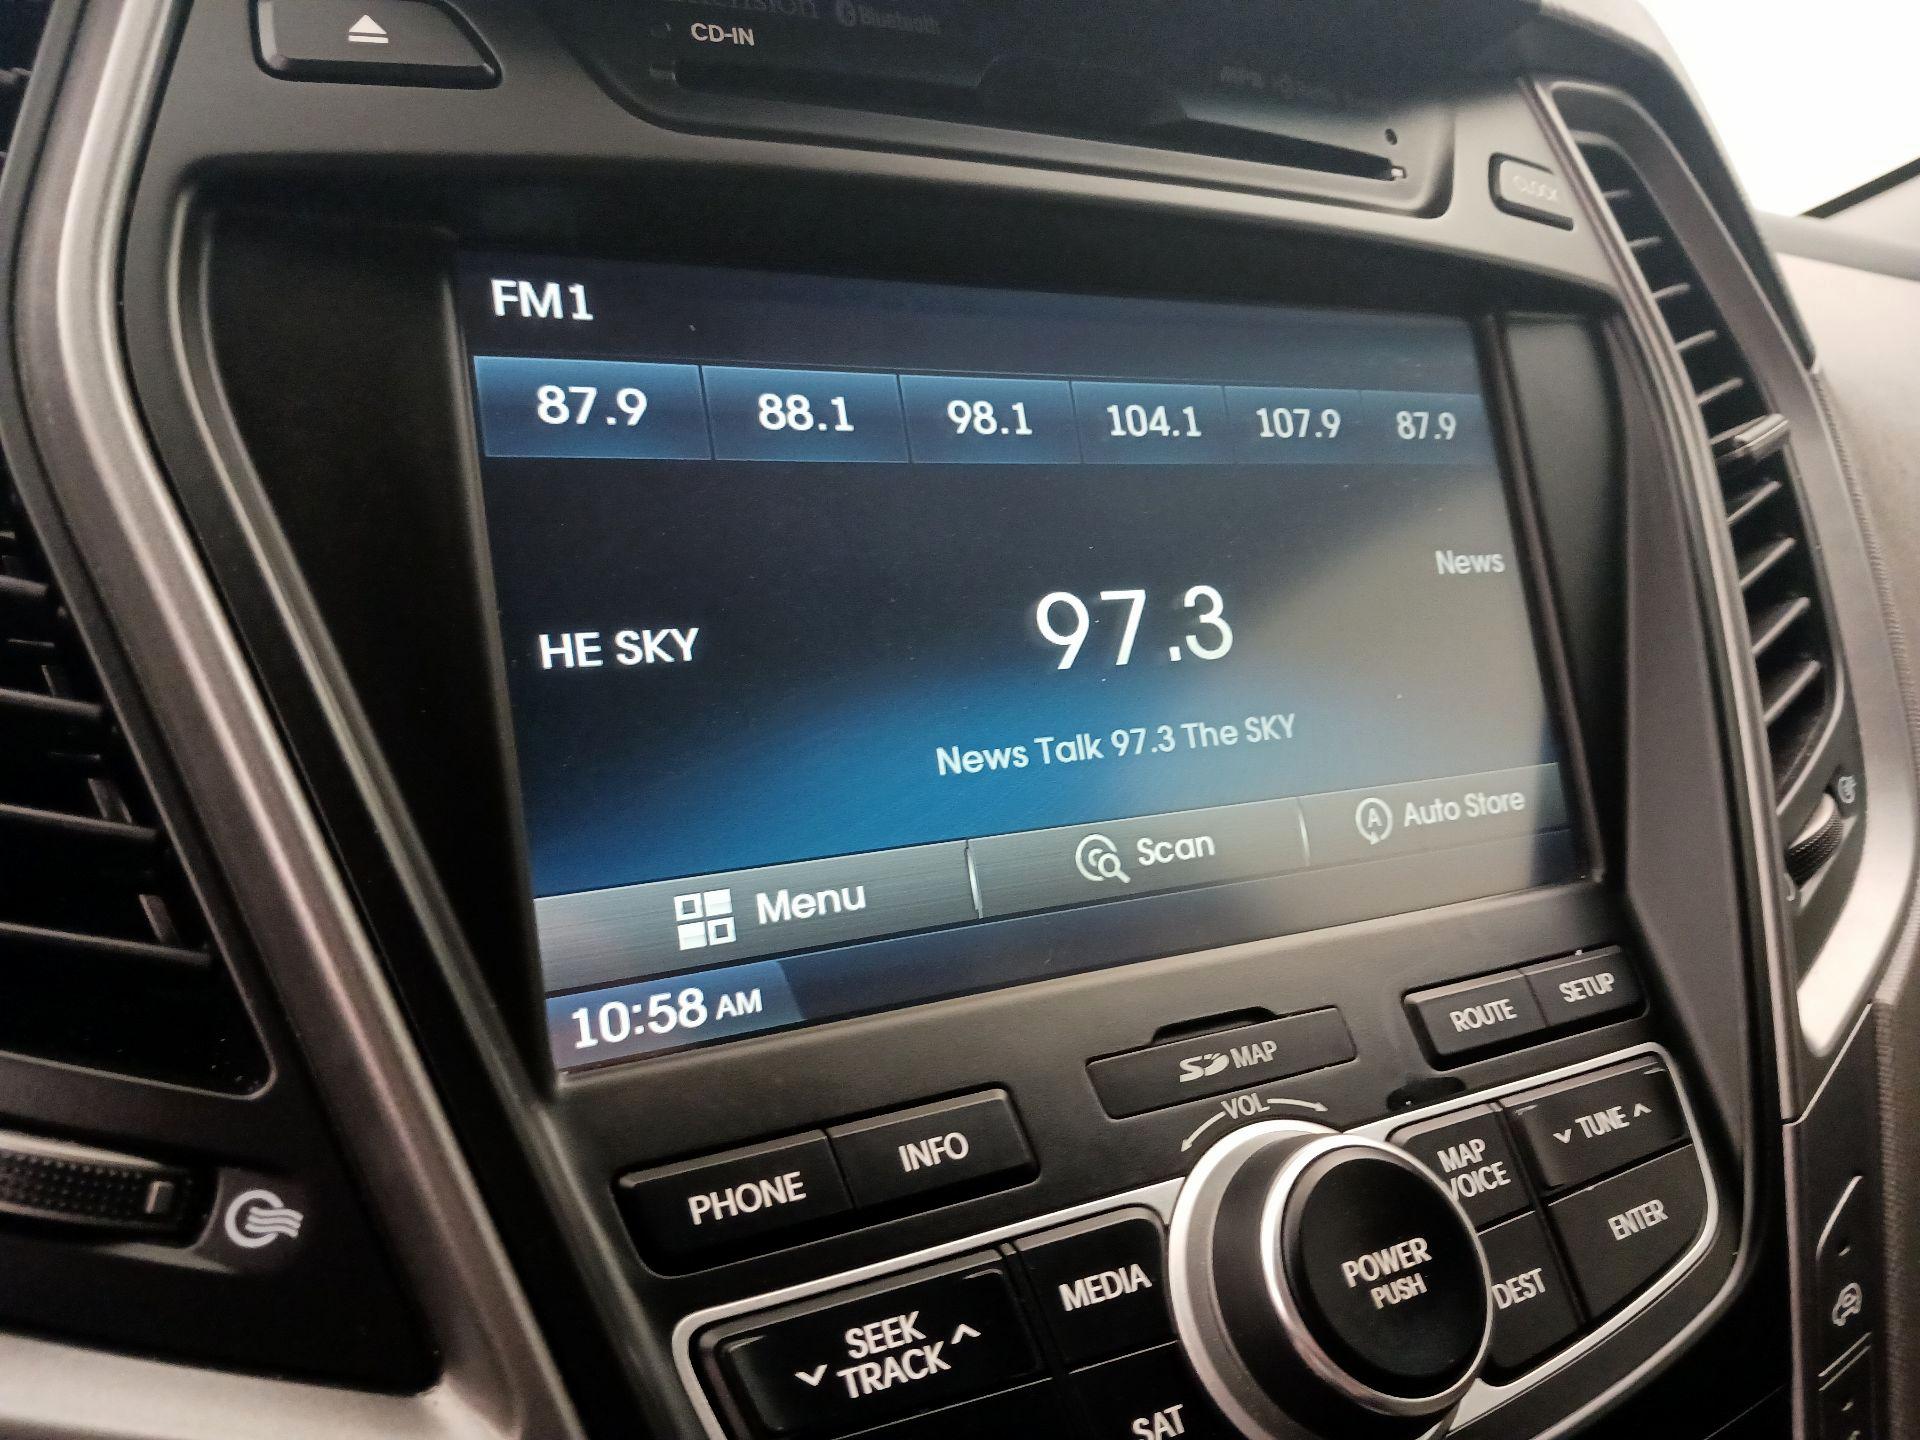 Bluetooth
CD-IN
CLOCK
FM1
87.9 88.1 98.1 104.1 107.9 87.9
News
HE SKY 97.3
News Talk 97.3 The SKY
Menu Scan A Auto Store
10:58 AM
ROUTE SETUP
SD MAP
VOL
PHONE INFO
MAP VOICE
TUNE
ENTER
MEDIA
POWER
PUSH
DEST
SEEK
TRACK
SAT